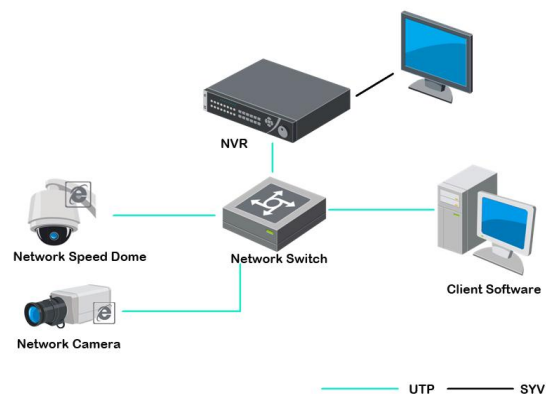 NVR
Network Speed Dome
Network Switch
Client Software
Network Camera
UTP
SYV